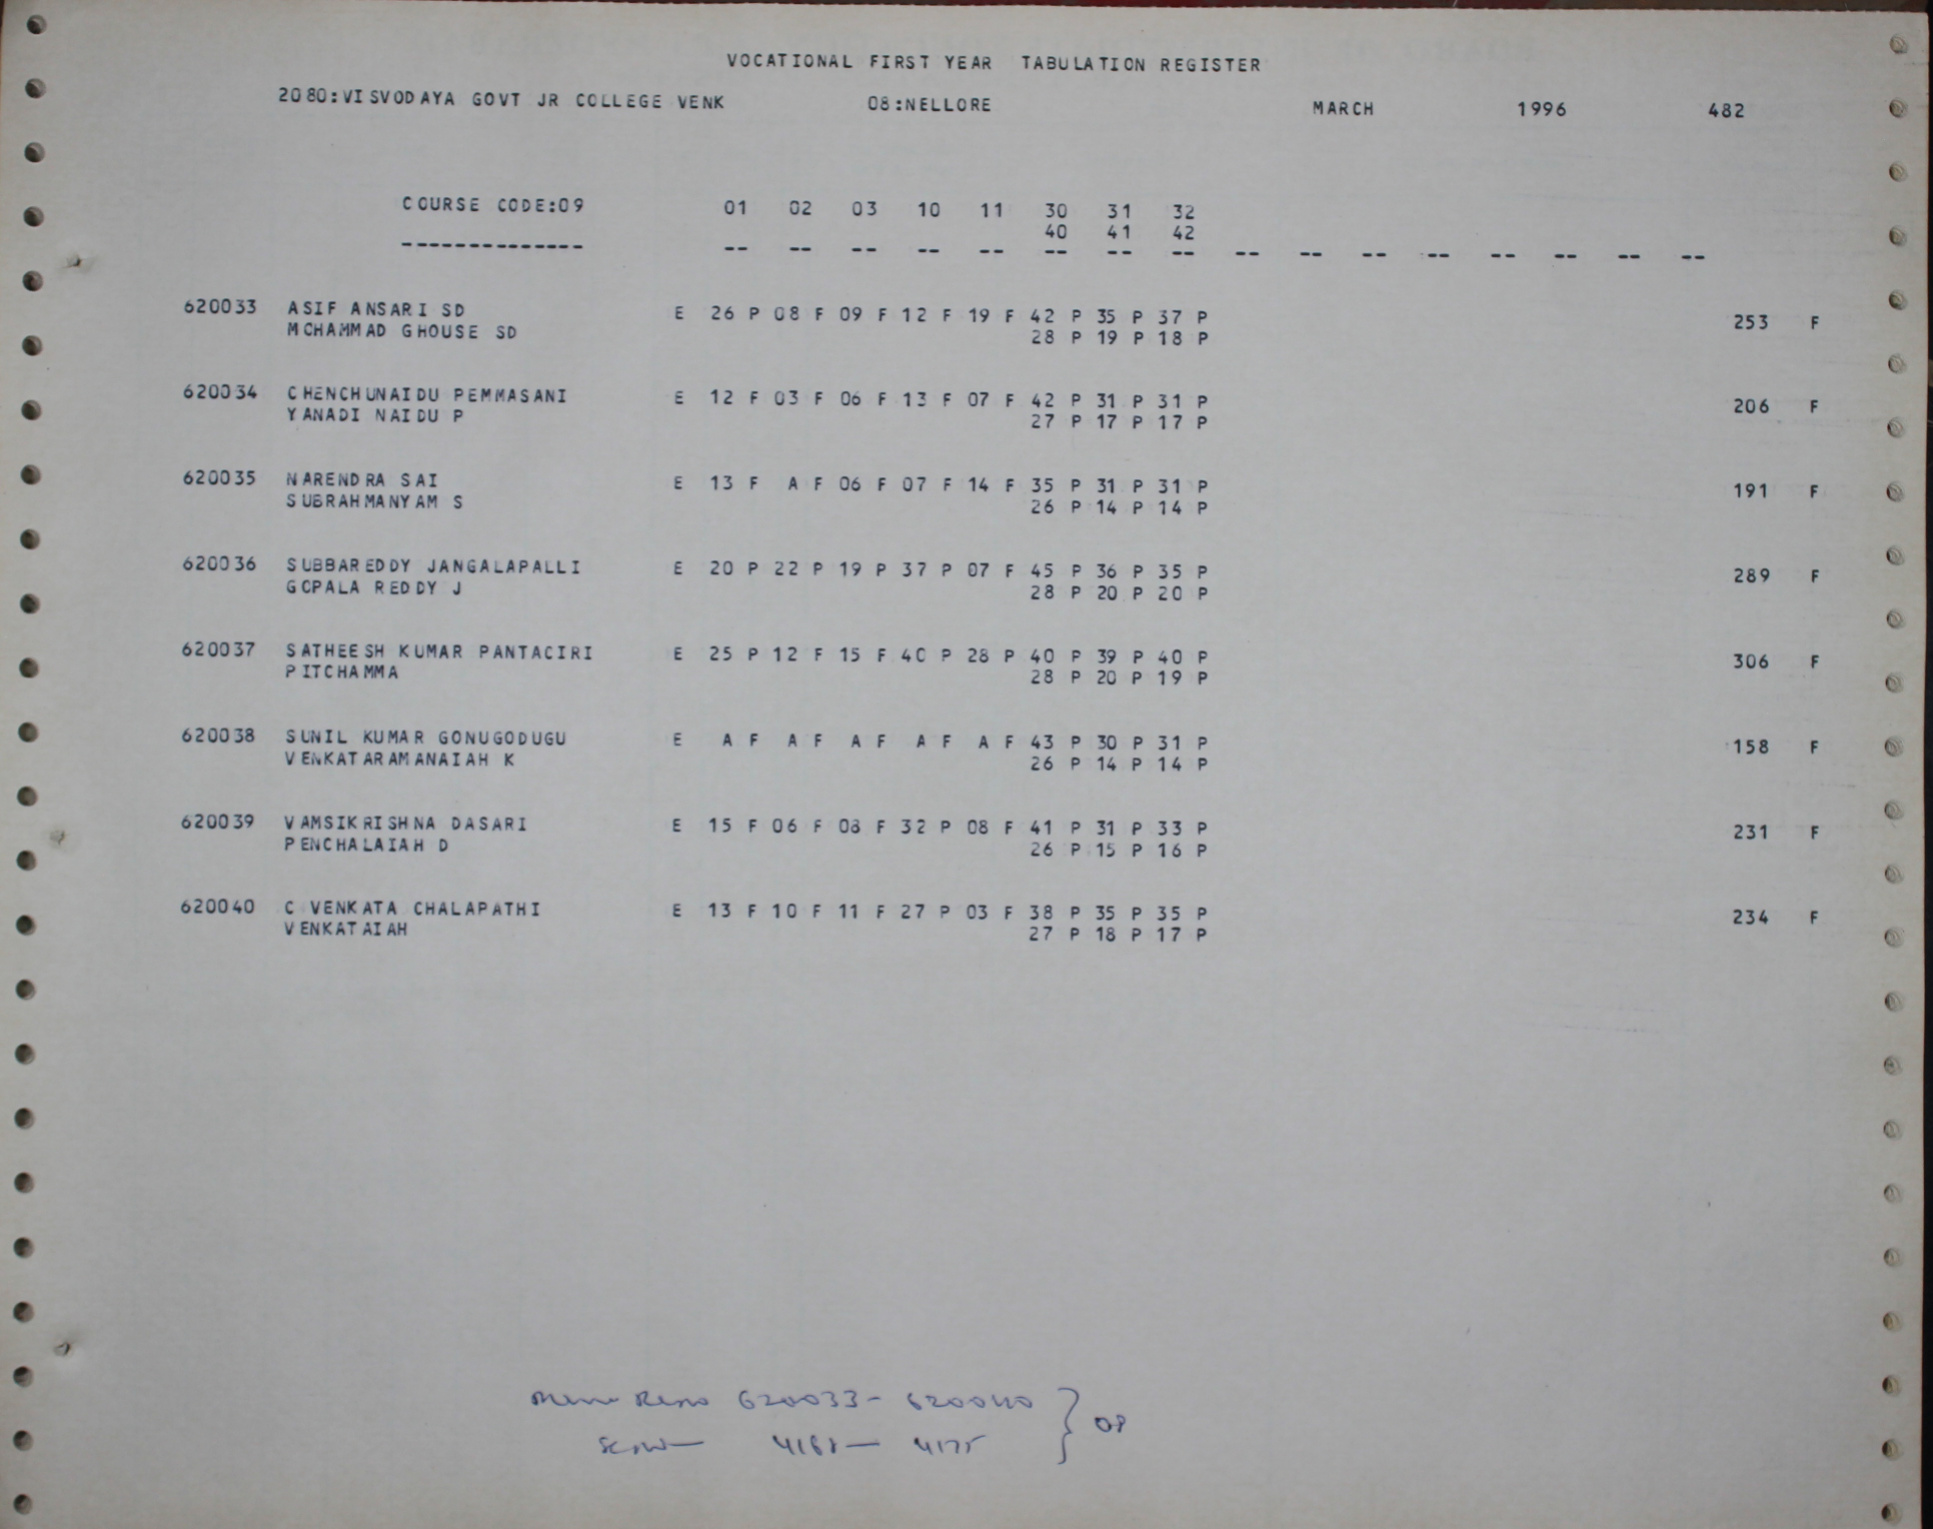 VOCATIONAL FIRST YEAR TABULATION REGISTER
2080:VISVODAYA GOVT JR COLLEGE VENK 08:NELLORE MARCH 1996 482
COURSE CODE:09 01 02 03 10 11 30 31 32
40 41 42
-------------- -- -- -- -- -- -- -- -- -- -- -- -- -- -- -- --
620033 ASIF ANSARI SD E 26 P 08 F 09 F 12 F 19 F 42 P 35 P 37 P 253 F
MOHAMMAD GHOUSE SD 28 P 19 P 18 P
620034 CHENCHUNAIDU PEMMASANI E 12 F 03 F 06 F 13 F 07 F 42 P 31 P 31 P 206 F
YANADI NAIDU P 27 P 17 P 17 P
620035 NARENDRA SAI E 13 F A F 06 F 07 F 14 F 35 P 31 P 31 P 191 F
SUBRAHMANYAM S 26 P 14 P 14 P
620036 SUBBAREDDY JANGALAPALLI E 20 P 22 P 19 P 37 P 07 F 45 P 36 P 35 P 289 F
GOPALA REDDY J 28 P 20 P 20 P
620037 SATHEESH KUMAR PANTACIRI E 25 P 12 F 15 F 40 P 28 P 40 P 39 P 40 P 306 F
PITCHAMMA 28 P 20 P 19 P
620038 SUNIL KUMAR GONUGODUGU E A F A F A F A F A F 43 P 30 P 31 P 158 F
VENKATARAMANAIAH K 26 P 14 P 14 P
620039 VAMSIKRISHNA DASARI E 15 F 06 F 08 F 32 P 08 F 41 P 31 P 33 P 231 F
PENCHALAIAH D 26 P 15 P 16 P
620040 C VENKATA CHALAPATHI E 13 F 10 F 11 F 27 P 03 F 38 P 35 P 35 P 234 F
VENKATAIAH 27 P 18 P 17 P
620033 - 620040 } 08
4168 — 4175